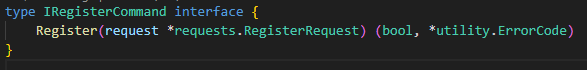 type IRegisterCommand interface {
    Register(request *requests.RegisterRequest) (bool, *utility.ErrorCode)
}